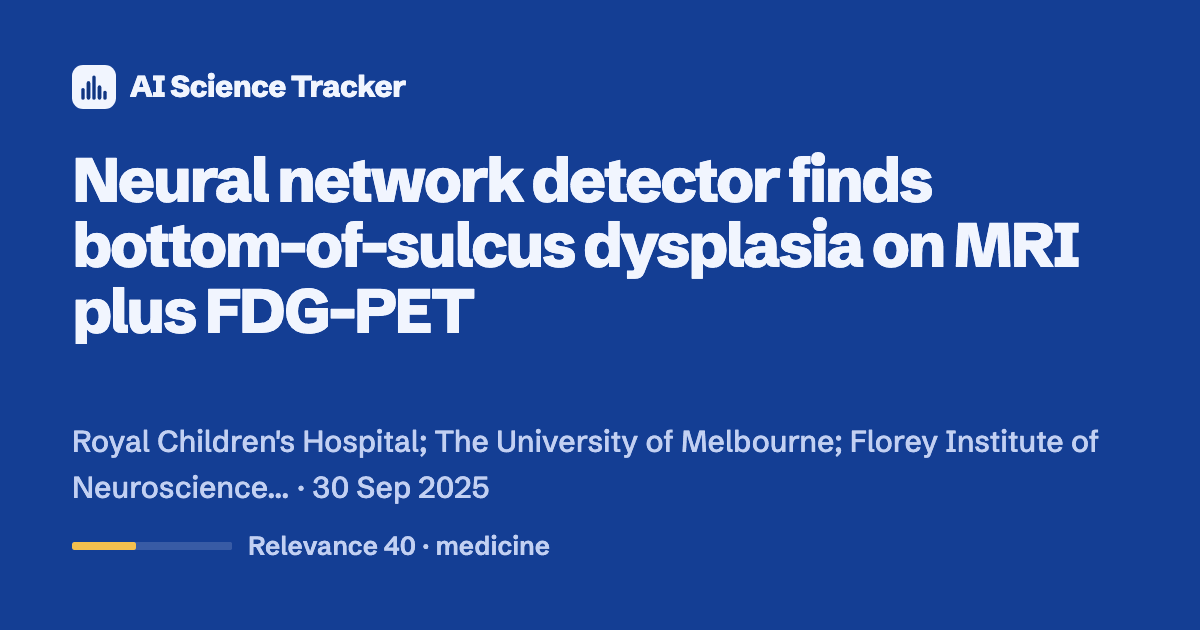 AI Science Tracker
Neural network detector finds
bottom-of-sulcus dysplasia on MRI
plus FDG-PET
Royal Children's Hospital; The University of Melbourne; Florey Institute of
Neuroscience... · 30 Sep 2025
Relevance 40 · medicine